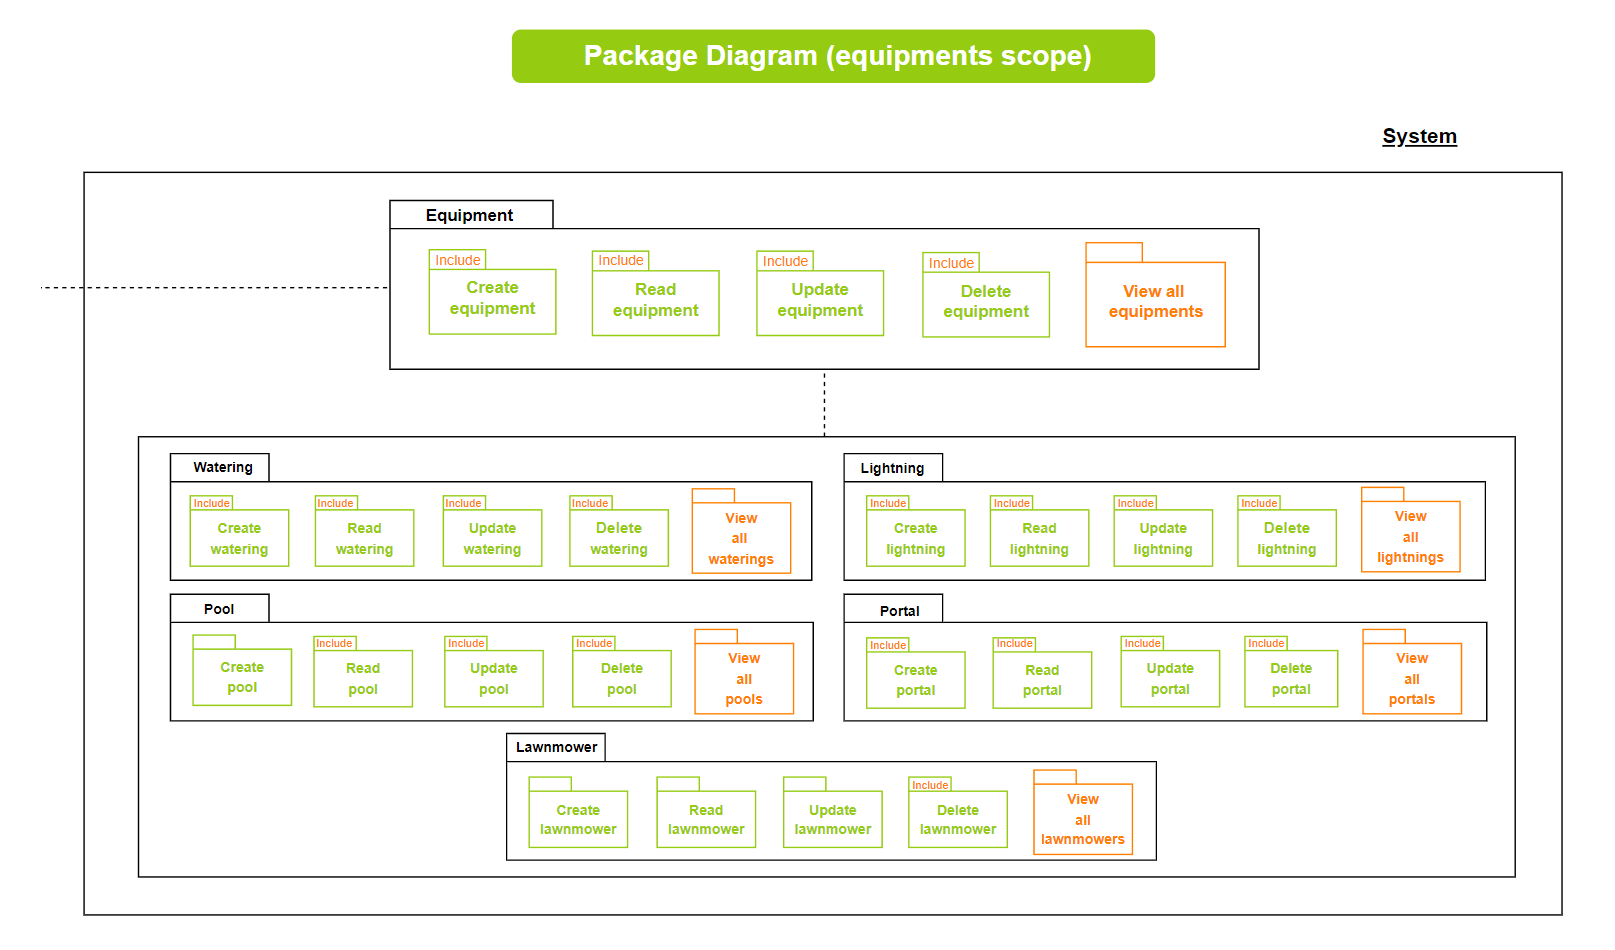 Package Diagram (equipments scope)
System
Equipment
Include
Create
equipment
Include
Read
equipment
Include
Update
equipment
Include
Delete
equipment
View all
equipments
Watering
Include
Create
watering
Include
Read
watering
Include
Update
watering
Include
Delete
watering
View
all
waterings
Lightning
Include
Create
lightning
Include
Read
lightning
Include
Update
lightning
Include
Delete
lightning
View
all
lightnings
Pool
Create
pool
Include
Read
pool
Include
Update
pool
Include
Delete
pool
View
all
pools
Portal
Include
Create
portal
Include
Read
portal
Include
Update
portal
Include
Delete
portal
View
all
portals
Lawnmower
Create
lawnmower
Read
lawnmower
Update
lawnmower
Include
Delete
lawnmower
View
all
lawnmowers